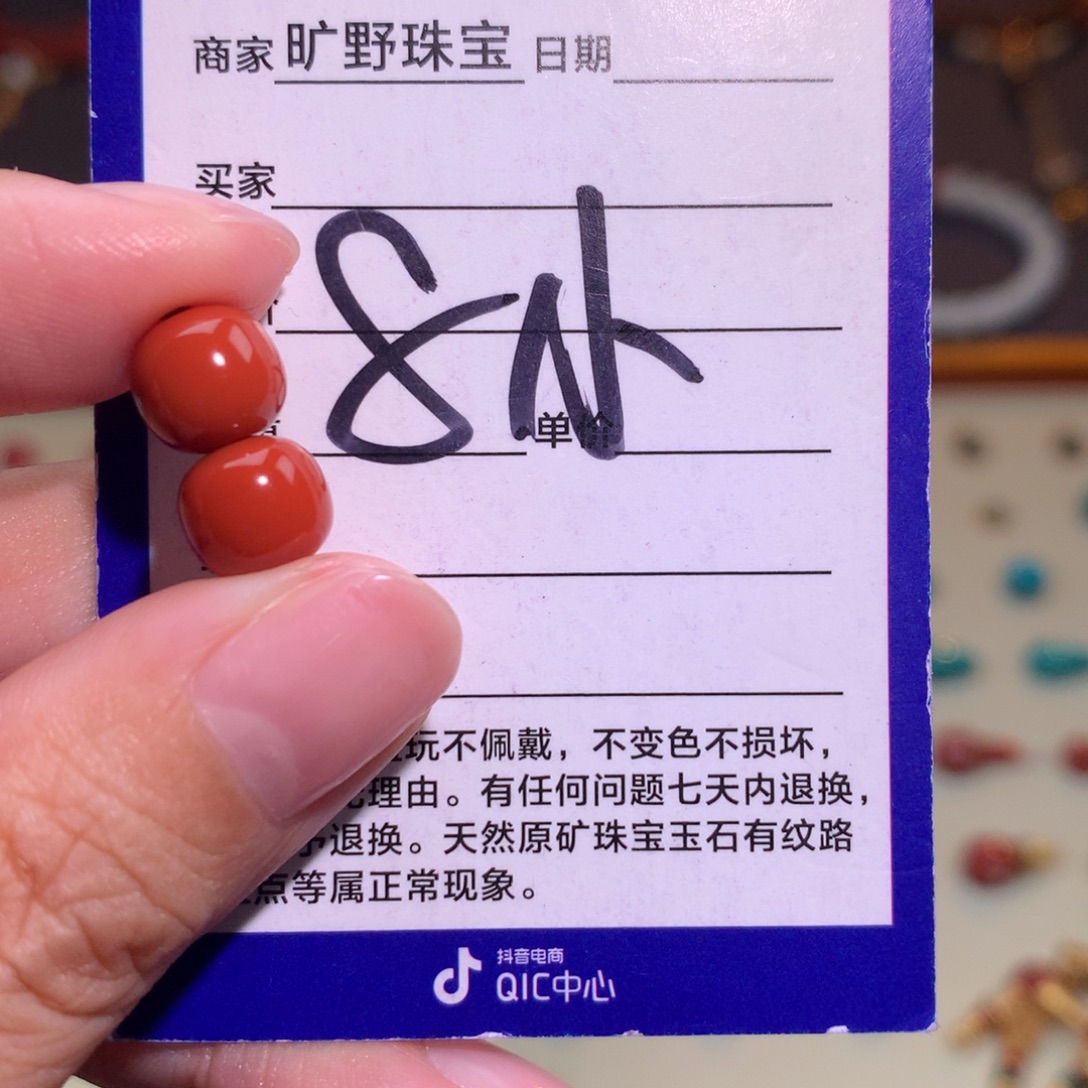 商家 旷野珠宝 日期
买家
单价
玩不佩戴，不变色不损坏，
理由。有任何问题七天内退换，
予退换。天然原矿珠宝玉石有纹路
点等属正常现象。
抖音电商
QIC中心